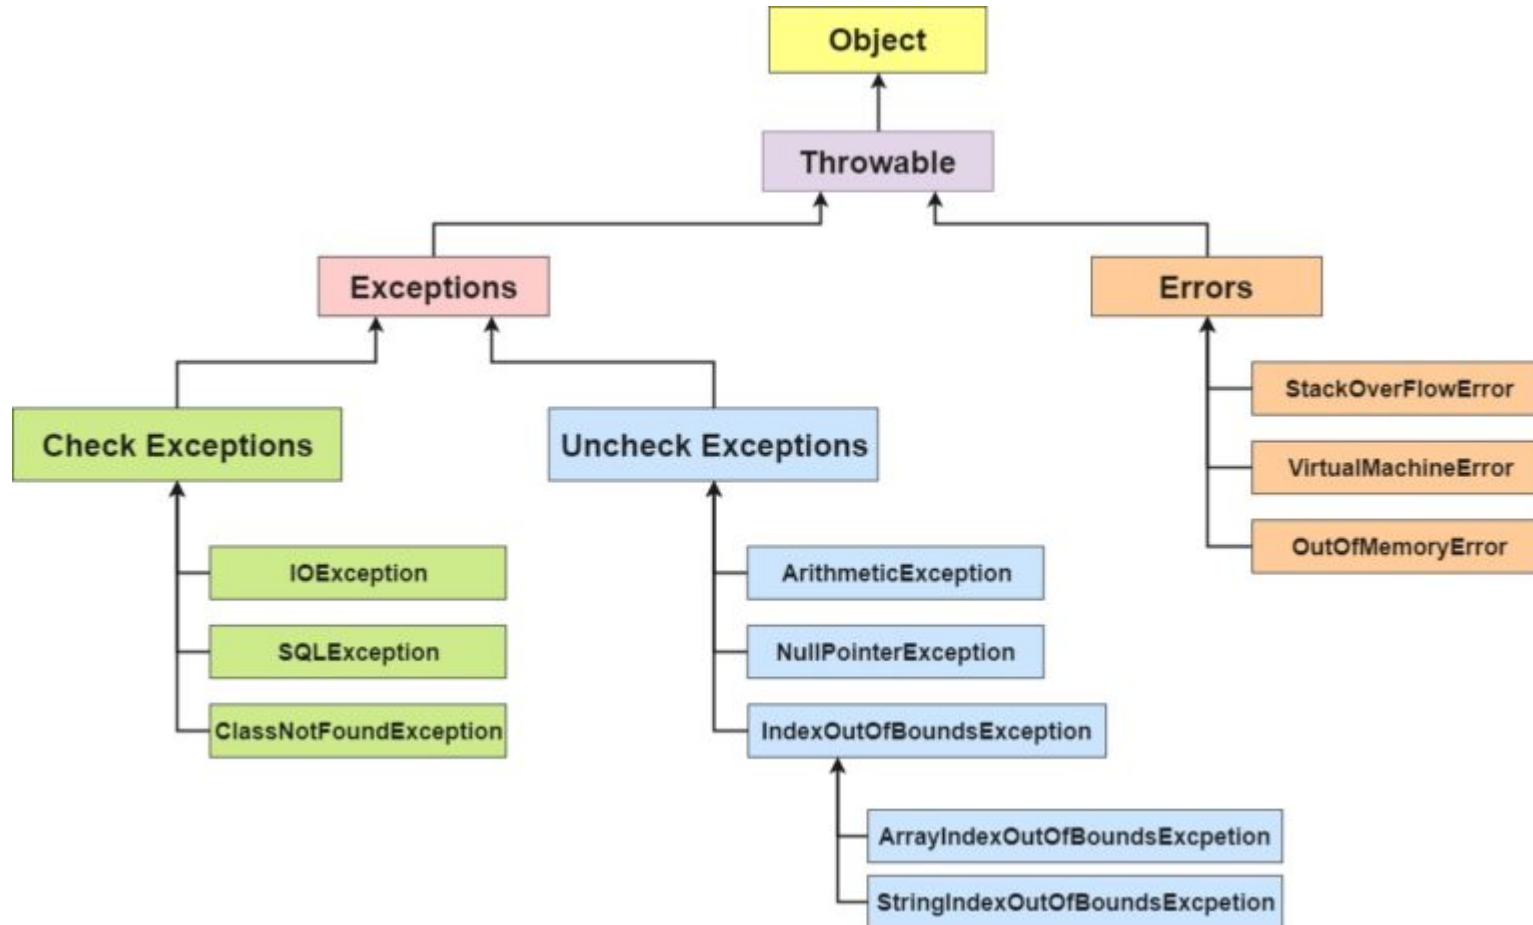 Object
Throwable
Exceptions
Errors
Check Exceptions
Uncheck Exceptions
StackOverFlowError
VirtualMachineError
OutOfMemoryError
IOException
SQLException
ClassNotFoundException
ArithmeticException
NullPointerException
IndexOutOfBoundsException
ArrayIndexOutOfBoundsExcpetion
StringIndexOutOfBoundsExcpetion